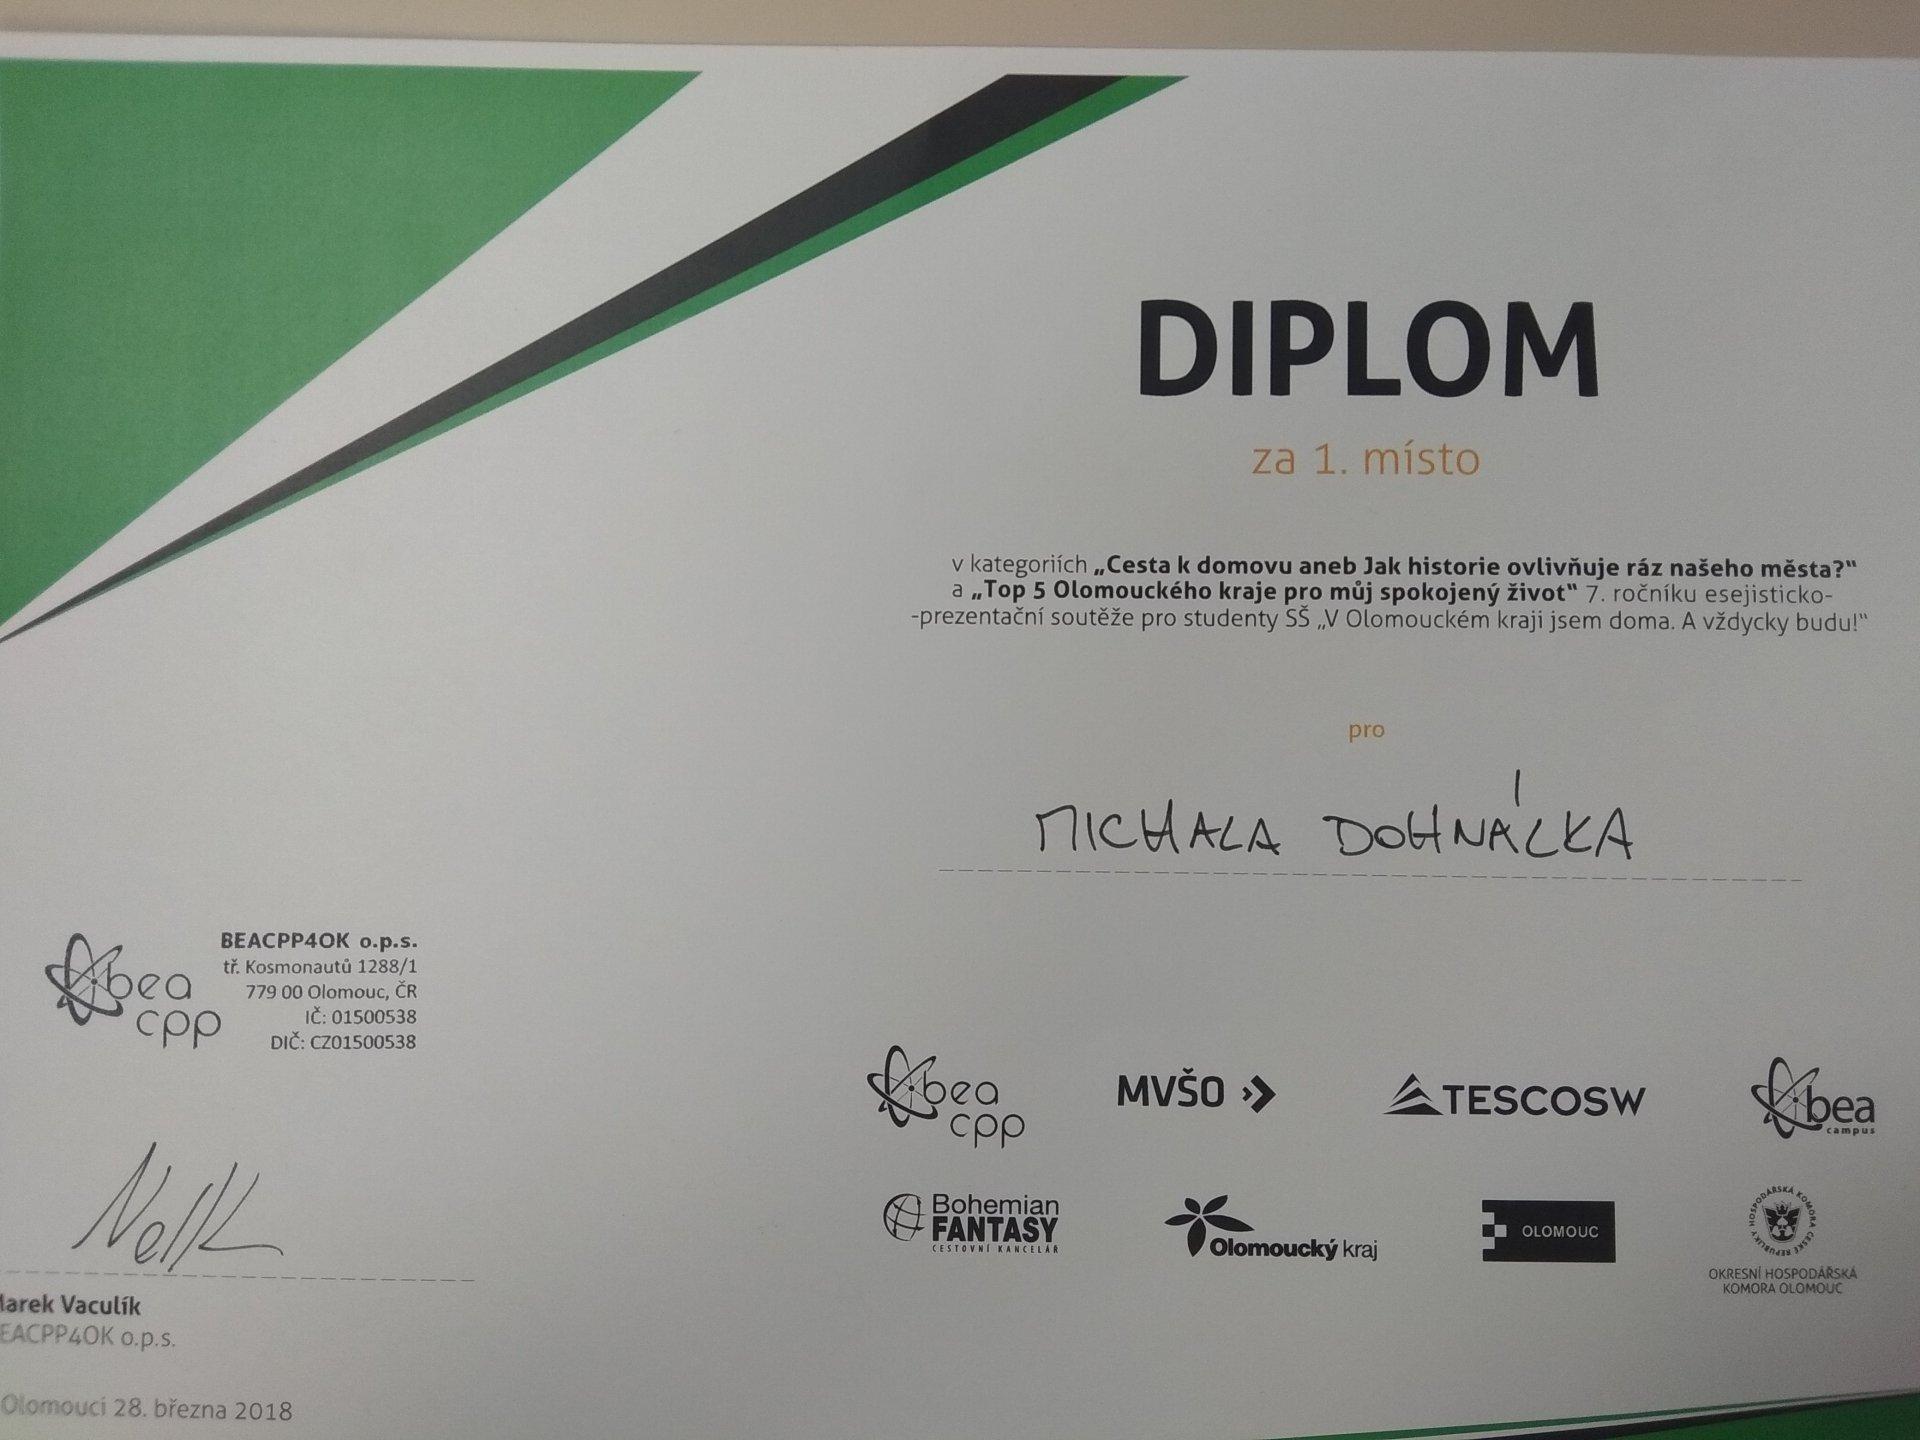 DIPLOM
za 1. místo
v kategoriích „Cesta k domovu aneb Jak historie ovlivňuje ráz našeho města?“
a „Top 5 Olomouckého kraje pro můj spokojený život“ 7. ročníku esejisticko-
-prezentační soutěže pro studenty SŠ „V Olomouckém kraji jsem doma. A vždycky budu!“
pro
MICHALA DOHNÁLKA
bea
cpp
BEACPP4OK o.p.s.
tř. Kosmonautů 1288/1
779 00 Olomouc, ČR
IČ: 01500538
DIČ: CZ01500538
arek Vaculík
EACPP4OK o.p.s.
Olomouci 28. března 2018
bea
cpp
MVŠO
TESCOSW
bea
campus
Bohemian
FANTASY
CESTOVNÍ KANCELÁŘ
Olomoucký kraj
OLOMOUC
HOSPODÁŘSKÁ KOMORA ČESKÉ REPUBLIKY
OKRESNÍ HOSPODÁŘSKÁ
KOMORA OLOMOUC